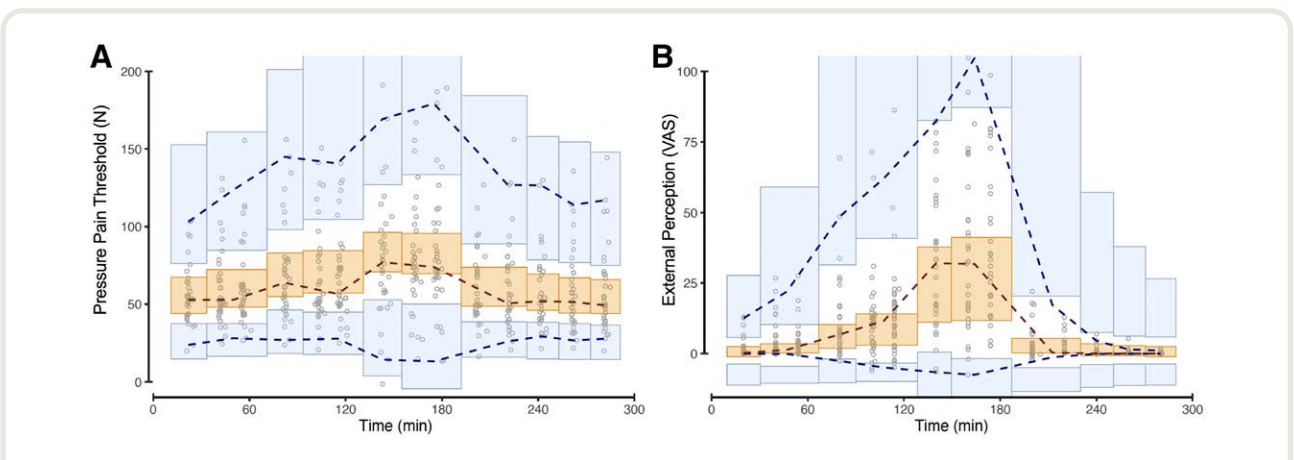 A
Pressure Pain Threshold (N)
200
150
100
50
0
0 60 120 180 240 300
Time (min)
B
External Perception (VAS)
100
75
50
25
0
0 60 120 180 240 300
Time (min)